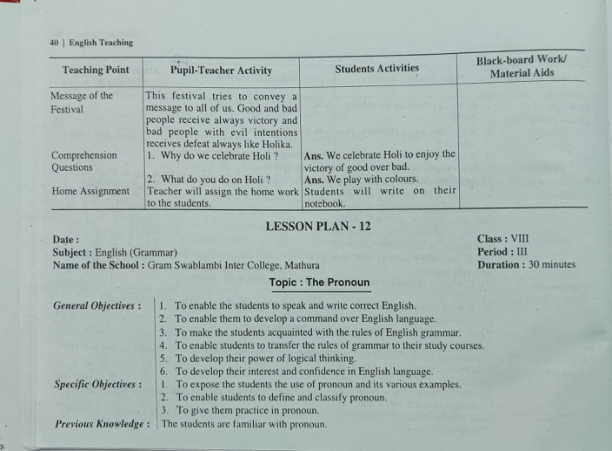 40 | English Teaching
Teaching Point Pupil-Teacher Activity Students Activities Black-board Work/
Material Aids
Message of the This festival tries to convey a
Festival message to all of us. Good and bad
people receive always victory and
bad people with evil intentions
receives defeat always like Holika.
Comprehension 1. Why do we celebrate Holi ? Ans. We celebrate Holi to enjoy the
Questions victory of good over bad.
2. What do you do on Holi ? Ans. We play with colours.
Home Assignment Teacher will assign the home work Students will write on their
to the students. notebook.
LESSON PLAN - 12
Date : Class : VIII
Subject : English (Grammar) Period : III
Name of the School : Gram Swablambi Inter College, Mathura Duration : 30 minutes
Topic : The Pronoun
General Objectives : 1. To enable the students to speak and write correct English.
2. To enable them to develop a command over English language.
3. To make the students acquainted with the rules of English grammar.
4. To enable students to transfer the rules of grammar to their study courses.
5. To develop their power of logical thinking.
6. To develop their interest and confidence in English language.
Specific Objectives : 1 To expose the students the use of pronoun and its various examples.
2. To enable students to define and classify pronoun.
3. To give them practice in pronoun.
Previous Knowledge : The students are familiar with pronoun.